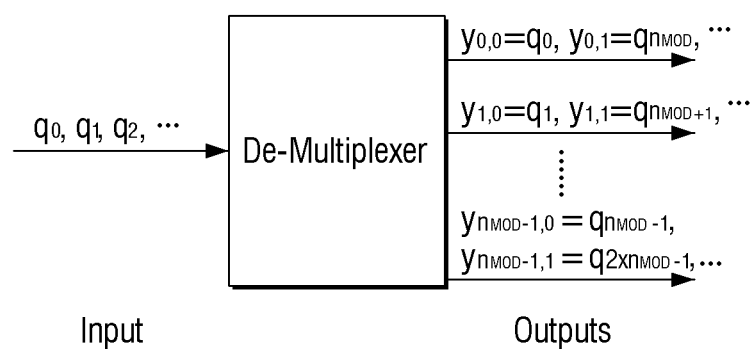 y0,0=q0, y0,1=qnMOD, ...
q0, q1, q2, ...
De-Multiplexer
y1,0=q1, y1,1=qnMOD+1, ...
ynMOD-1,0 = qnMOD-1,
ynMOD-1,1 = q2xnMOD-1, ...
Input
Outputs